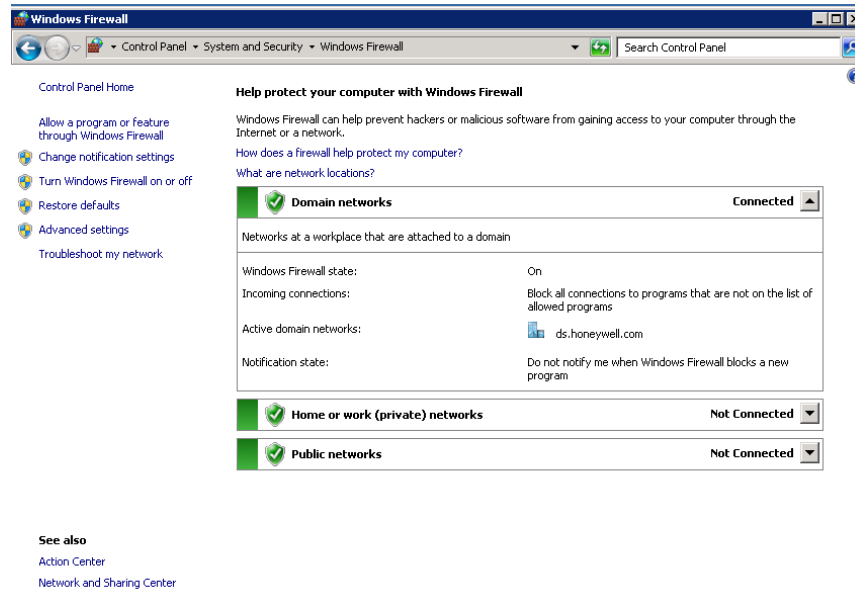 Windows Firewall
Control Panel System and Security Windows Firewall
Search Control Panel
Control Panel Home
Allow a program or feature
through Windows Firewall
Change notification settings
Turn Windows Firewall on or off
Restore defaults
Advanced settings
Troubleshoot my network
Help protect your computer with Windows Firewall
Windows Firewall can help prevent hackers or malicious software from gaining access to your computer through the
Internet or a network.
How does a firewall help protect my computer?
What are network locations?
Domain networks Connected
Networks at a workplace that are attached to a domain
Windows Firewall state: On
Incoming connections: Block all connections to programs that are not on the list of
allowed programs
Active domain networks: ds.honeywell.com
Notification state: Do not notify me when Windows Firewall blocks a new
program
Home or work (private) networks Not Connected
Public networks Not Connected
See also
Action Center
Network and Sharing Center